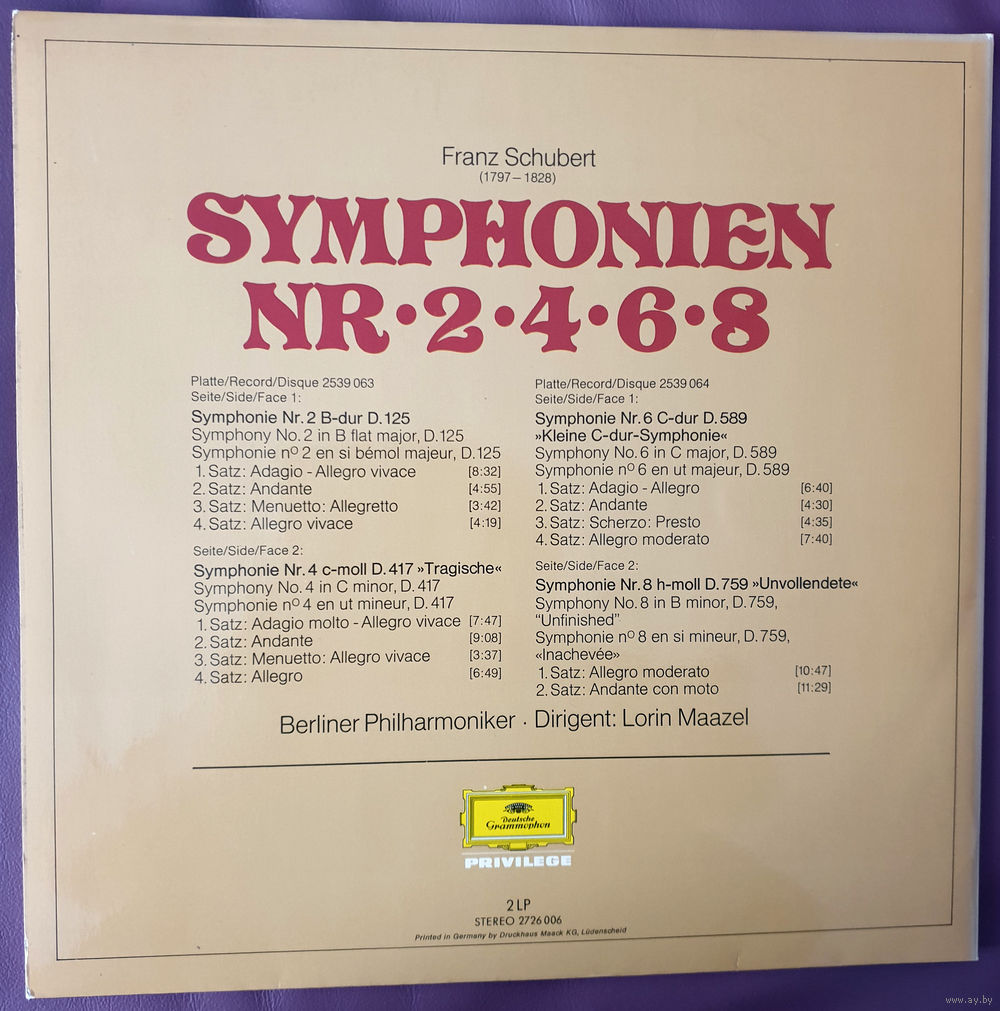 Franz Schubert
(1797–1828)
SYMPHONIEN
NR·2·4·6·8
Platte/Record/Disque 2539 063
Seite/Side/Face 1:
Symphonie Nr. 2 B-dur D. 125
Symphony No. 2 in B flat major, D. 125
Symphonie nº 2 en si bémol majeur, D. 125
1. Satz: Adagio - Allegro vivace [8:32]
2. Satz: Andante [4:55]
3. Satz: Menuetto: Allegretto [3:42]
4. Satz: Allegro vivace [4:19]
Seite/Side/Face 2:
Symphonie Nr. 4 c-moll D. 417 »Tragische«
Symphony No. 4 in C minor, D. 417
Symphonie nº 4 en ut mineur, D. 417
1. Satz: Adagio molto - Allegro vivace [7:47]
2. Satz: Andante [9:08]
3. Satz: Menuetto: Allegro vivace [3:37]
4. Satz: Allegro [6:49]
Platte/Record/Disque 2539 064
Seite/Side/Face 1:
Symphonie Nr. 6 C-dur D. 589
»Kleine C-dur-Symphonie«
Symphony No. 6 in C major, D. 589
Symphonie nº 6 en ut majeur, D. 589
1. Satz: Adagio - Allegro [6:40]
2. Satz: Andante [4:30]
3. Satz: Scherzo: Presto [4:35]
4. Satz: Allegro moderato [7:40]
Seite/Side/Face 2:
Symphonie Nr. 8 h-moll D. 759 »Unvollendete«
Symphony No. 8 in B minor, D. 759,
“Unfinished”
Symphonie nº 8 en si mineur, D. 759,
«Inachevée»
1. Satz: Allegro moderato [10:47]
2. Satz: Andante con moto [11:29]
Berliner Philharmoniker · Dirigent: Lorin Maazel
Deutsche
Grammophon
PRIVILEGE
2 LP
STEREO 2726 006
Printed in Germany by Druckhaus Maack KG, Lüdenscheid
www.ay.by